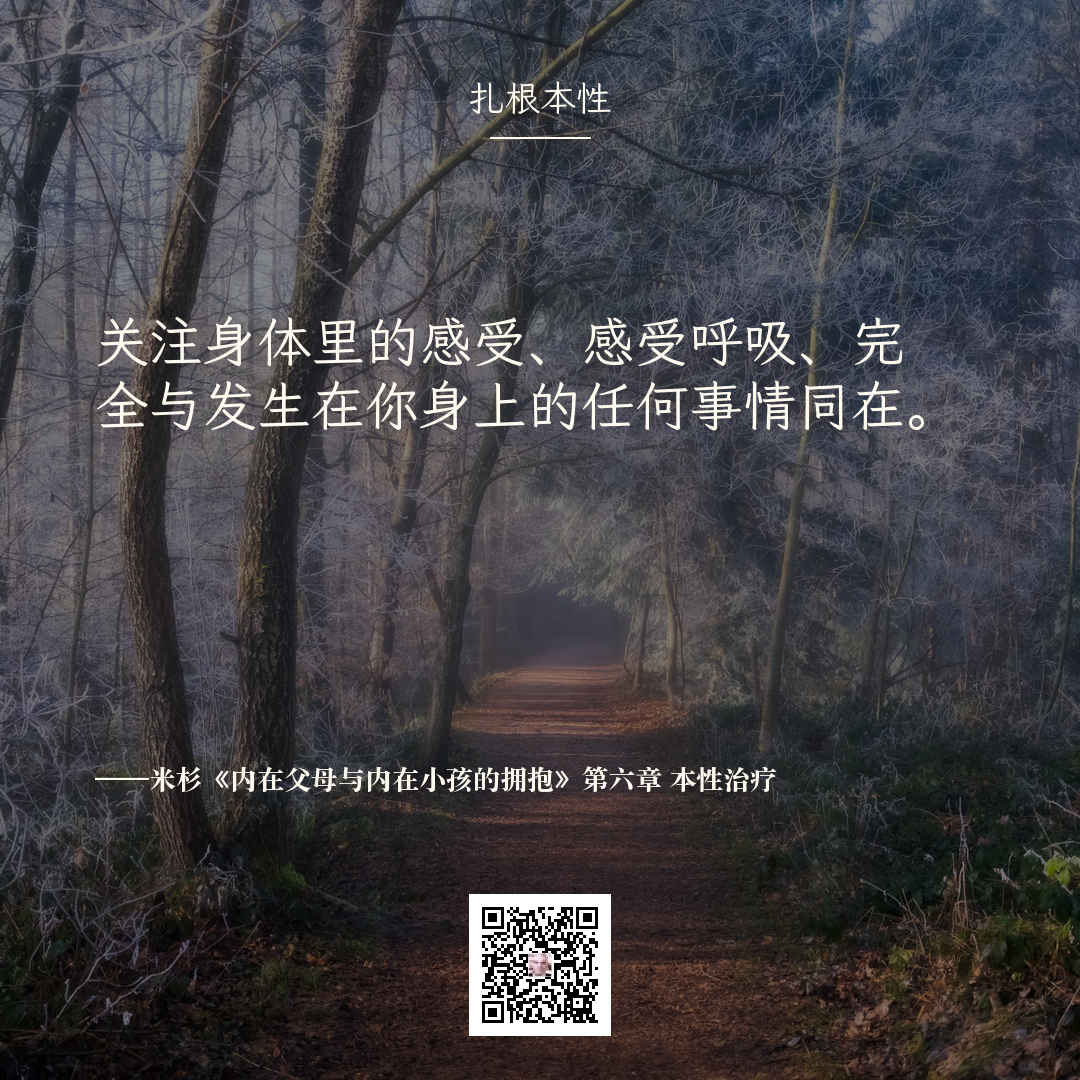 扎根本性
关注身体里的感受、感受呼吸、完
全与发生在你身上的任何事情同在。
——米杉《内在父母与内在小孩的拥抱》第六章 本性治疗